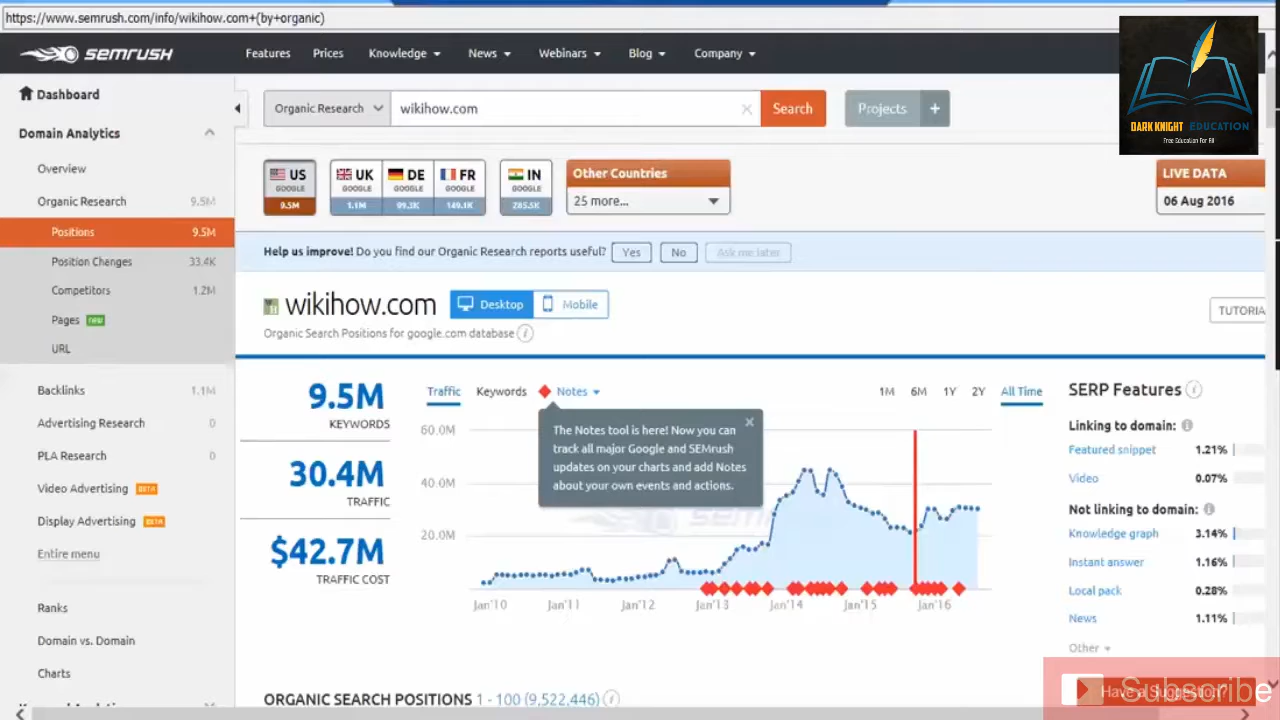 https://www.semrush.com/info/wikihow.com+(by+organic)
SEMRUSH
Features Prices Knowledge News Webinars Blog Company
DARK KNIGHT EDUCATION
Free Education For All
Dashboard
Domain Analytics
Overview
Organic Research 9.5M
Positions 9.5M
Position Changes 33.4K
Competitors 1.2M
Pages new
URL
Backlinks 1.1M
Advertising Research 0
PLA Research 0
Video Advertising BETA 0
Display Advertising BETA 0
Entire menu
Ranks
Domain vs. Domain
Charts
Organic Research wikihow.com × Search Projects +
US GOOGLE 9.5M
UK GOOGLE 1.1M
DE GOOGLE 99.3K
FR GOOGLE 149.1K
IN GOOGLE 285.5K
Other Countries
25 more...
LIVE DATA
06 Aug 2016
Help us improve! Do you find our Organic Research reports useful? Yes No Ask me later
wikihow.com Desktop Mobile
TUTORIA
Organic Search Positions for google.com database i
9.5M
KEYWORDS
30.4M
TRAFFIC
$42.7M
TRAFFIC COST
Traffic Keywords Notes 1M 6M 1Y 2Y All Time
The Notes tool is here! Now you can
track all major Google and SEMrush
updates on your charts and add Notes
about your own events and actions.
60.0M
40.0M
20.0M
Jan'10 Jan'11 Jan'12 Jan'13 Jan'14 Jan'15 Jan'16
SERP Features i
Linking to domain: i
Featured snippet 1.21%
Video 0.07%
Not linking to domain: i
Knowledge graph 3.14%
Instant answer 1.16%
Local pack 0.28%
News 1.11%
Other
ORGANIC SEARCH POSITIONS 1 - 100 (9,522,446) i
Have a Suggestion?
Subscribe